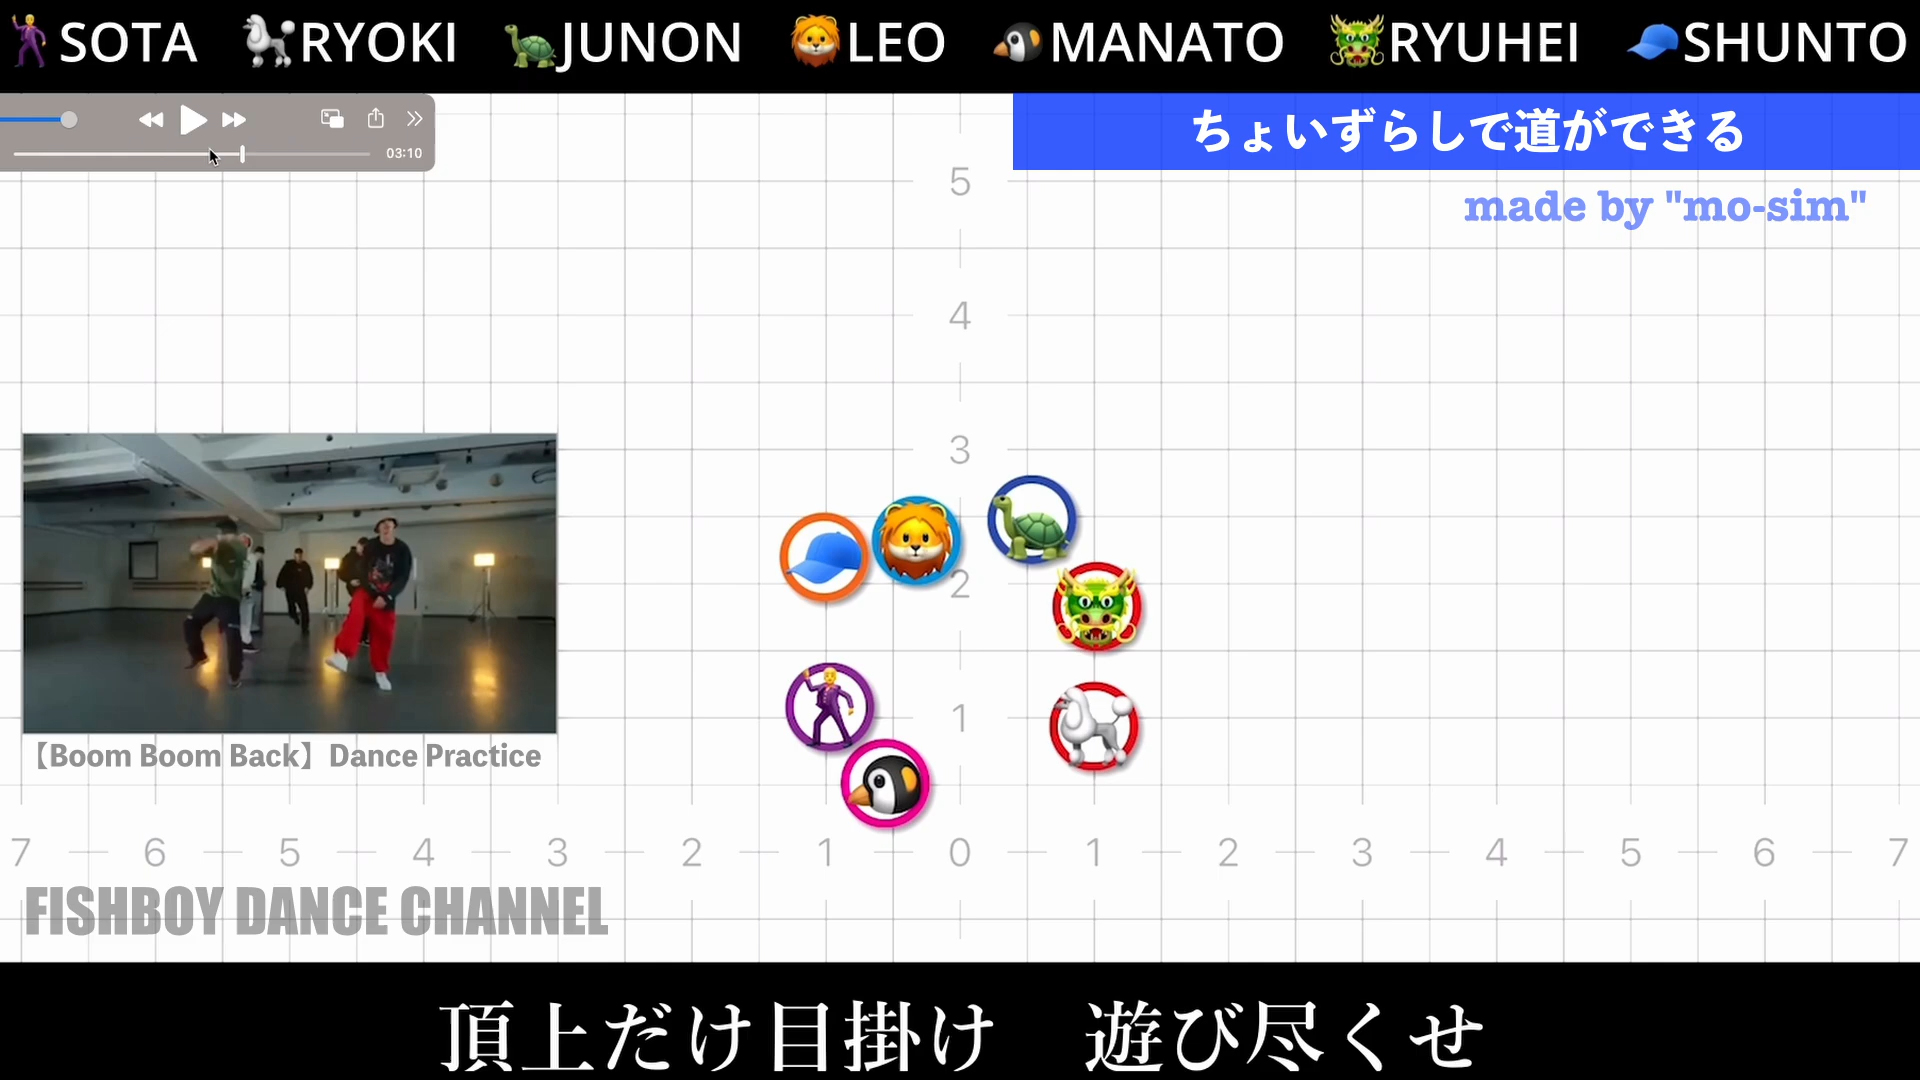 SOTA RYOKI JUNON LEO MANATO RYUHEI SHUNTO
03:10
ちょいずらしで道ができる
made by "mo-sim"
5
4
3
2
1
【Boom Boom Back】Dance Practice
7 6 5 4 3 2 1 0 1 2 3 4 5 6 7
FISHBOY DANCE CHANNEL
頂上だけ目掛け　遊び尽くせ